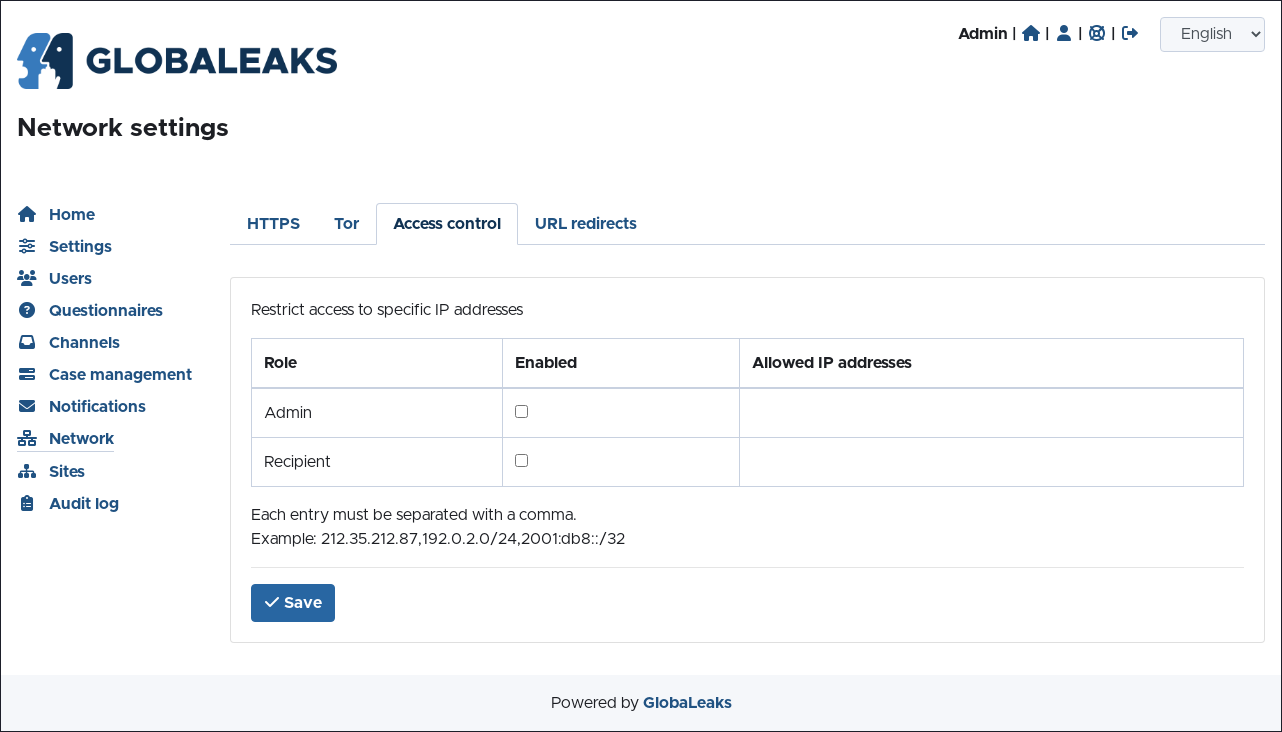 GLOBALEAKS
Admin | | | |
English
Network settings
Home
Settings
Users
Questionnaires
Channels
Case management
Notifications
Network
Sites
Audit log
HTTPS Tor Access control URL redirects
Restrict access to specific IP addresses
Role Enabled Allowed IP addresses
Admin
Recipient
Each entry must be separated with a comma.
Example: 212.35.212.87,192.0.2.0/24,2001:db8::/32
Save
Powered by GlobaLeaks